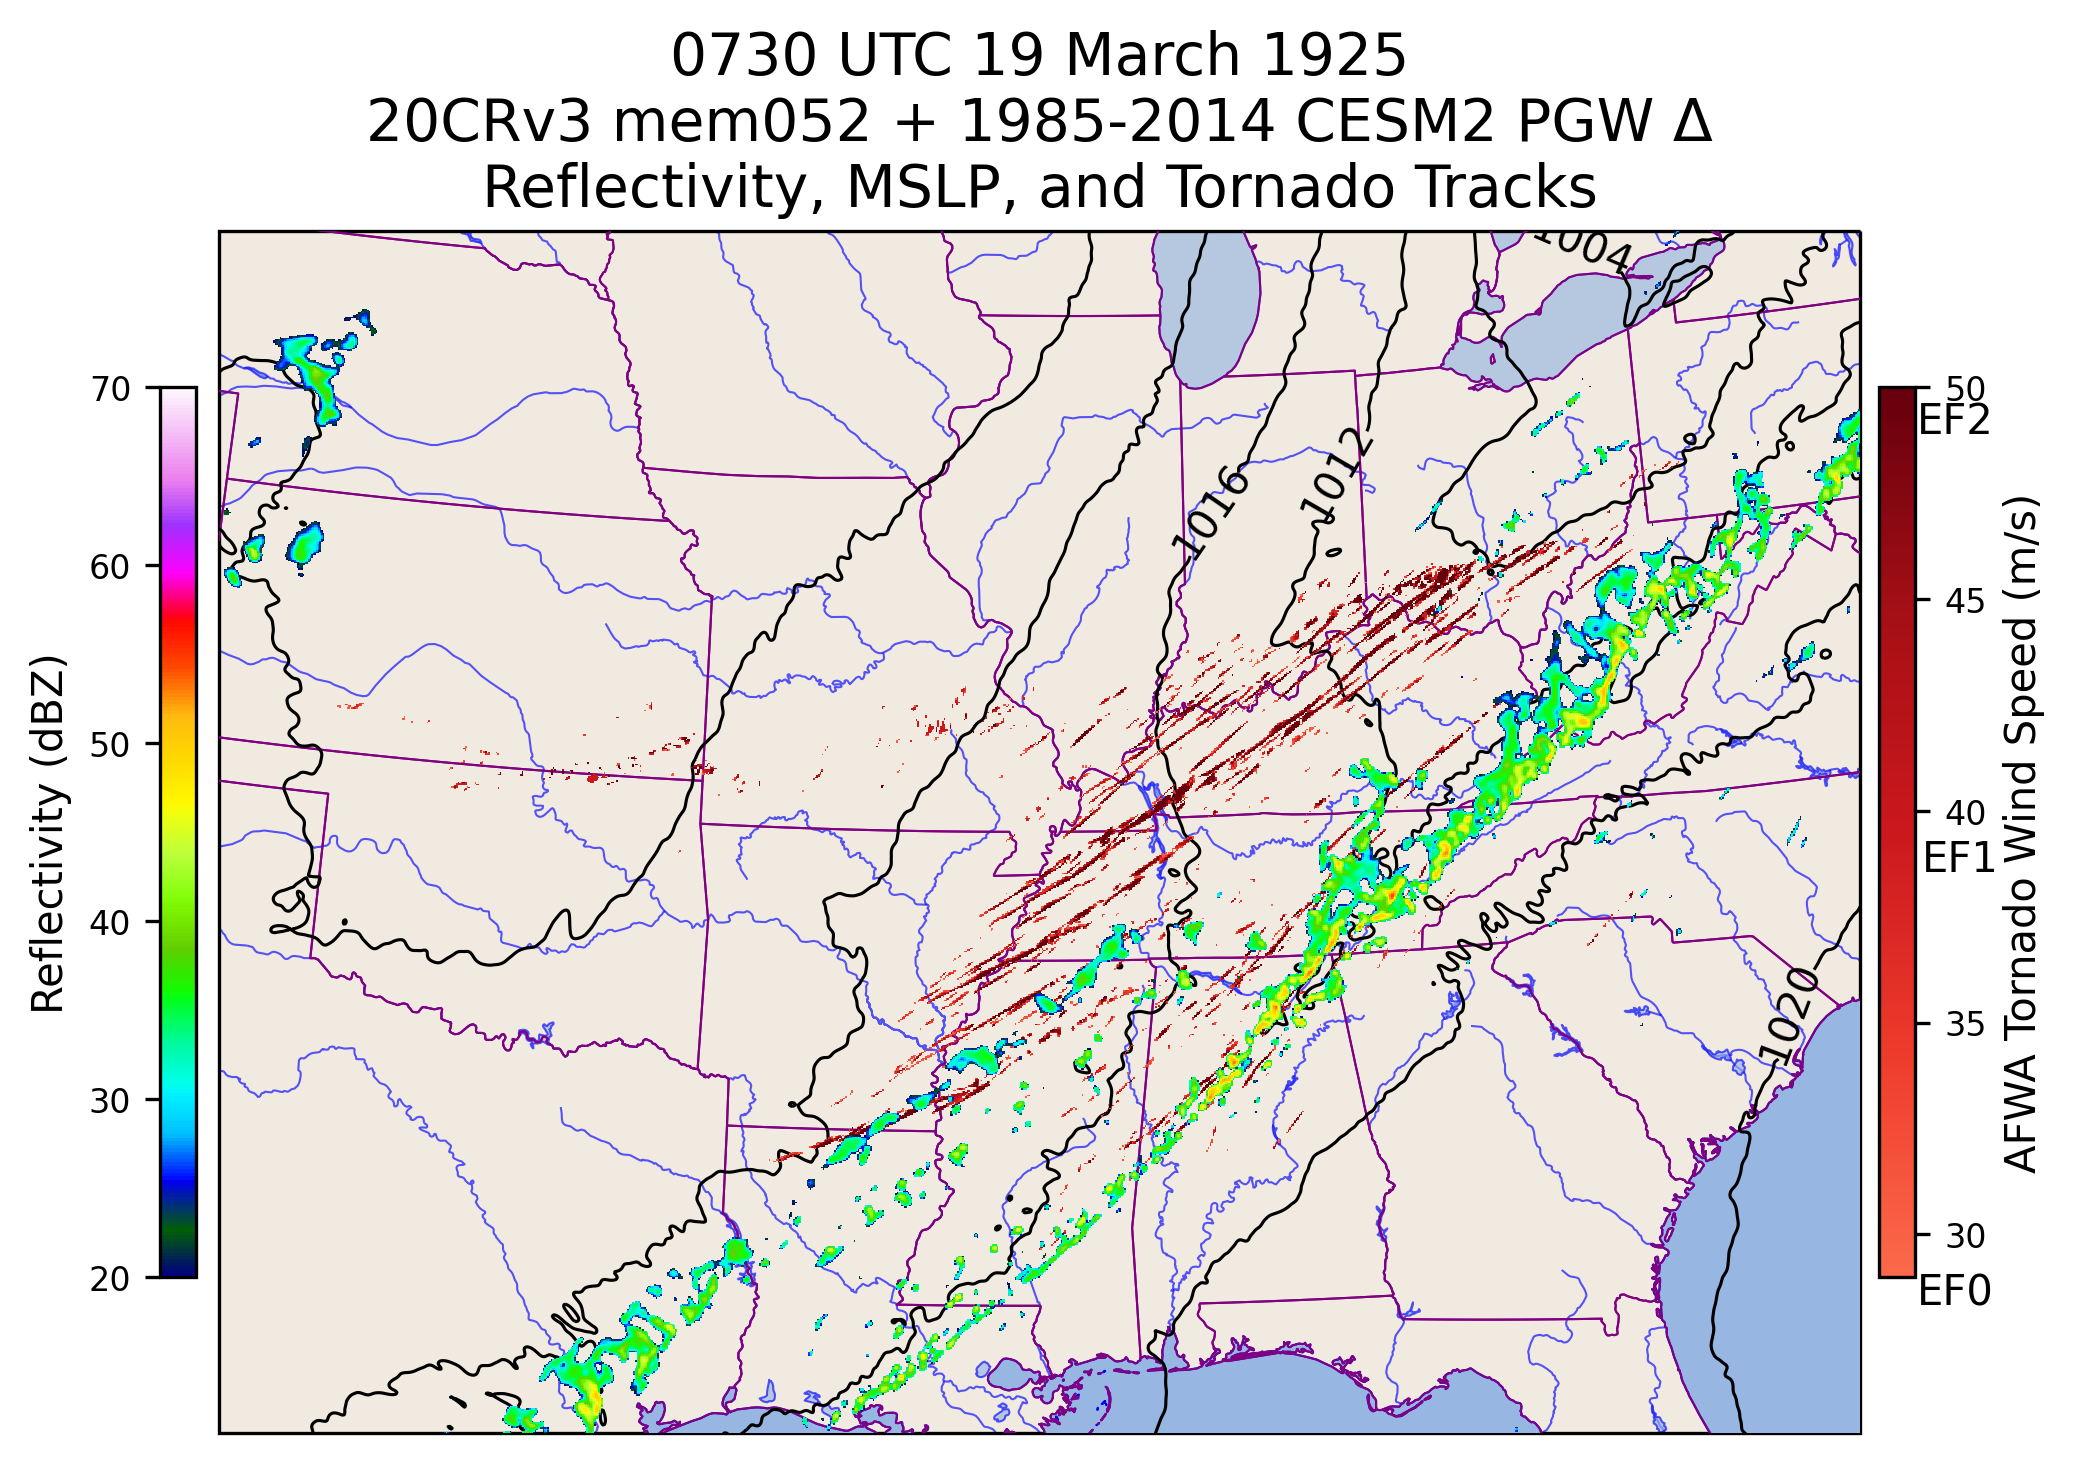 0730 UTC 19 March 1925
20CRv3 mem052 + 1985-2014 CESM2 PGW Δ
Reflectivity, MSLP, and Tornado Tracks
1004
1012
1016
1020
70
60
50
40
30
20
Reflectivity (dBZ)
50
EF2
45
40
EF1
35
30
EF0
AFWA Tornado Wind Speed (m/s)